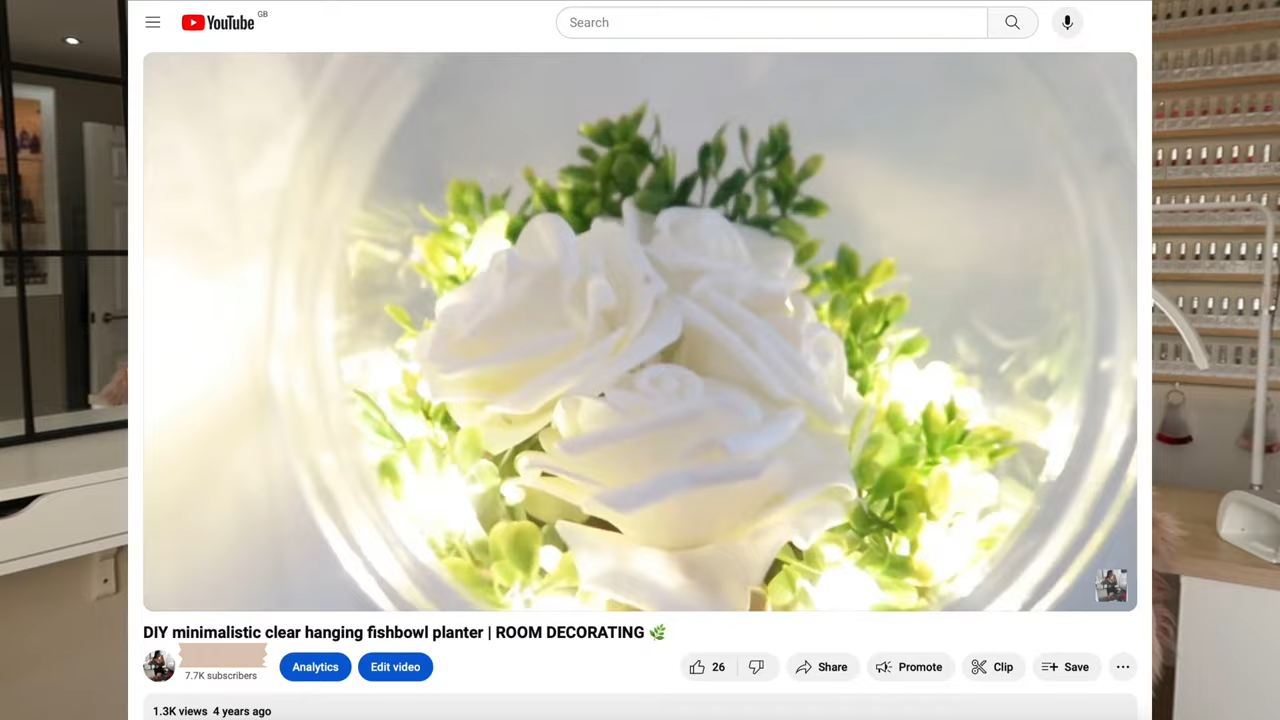 YouTube GB
Search
DIY minimalistic clear hanging fishbowl planter | ROOM DECORATING 🌿
7.7K subscribers
Analytics
Edit video
26
Share
Promote
Clip
Save
1.3K views 4 years ago